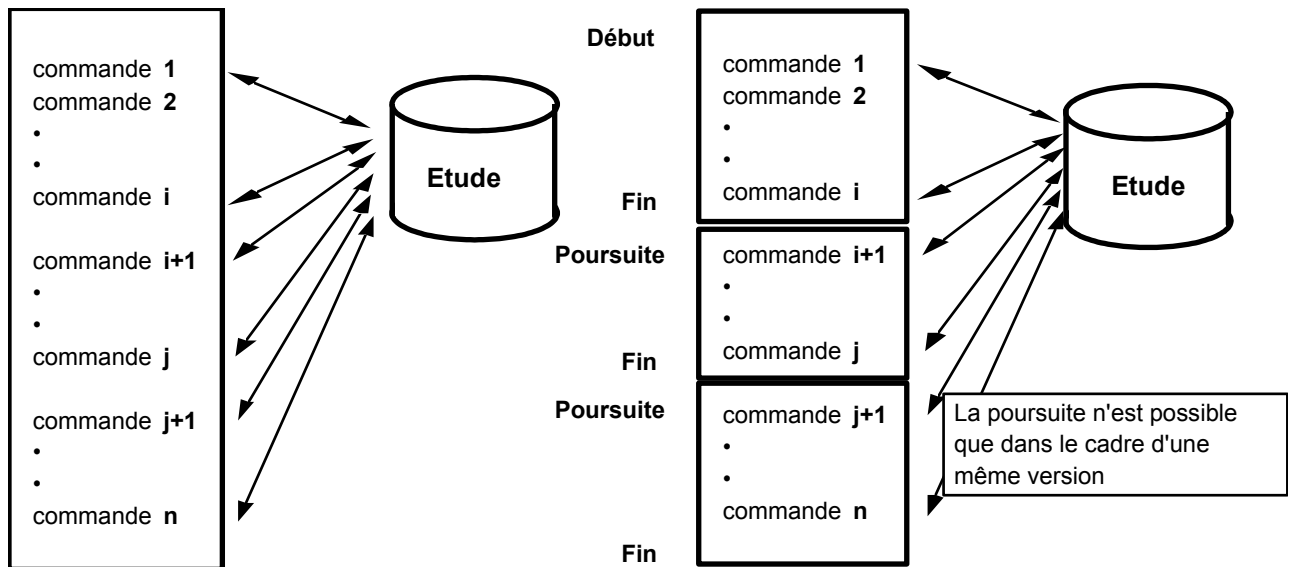 commande 1
commande 2
•
•
commande i
commande i+1
•
•
commande j
commande j+1
•
•
commande n
Etude
Début
commande 1
commande 2
•
•
commande i
Fin
Poursuite
commande i+1
•
•
commande j
Fin
Poursuite
commande j+1
•
•
commande n
Fin
Etude
La poursuite n'est possible
que dans le cadre d'une
même version